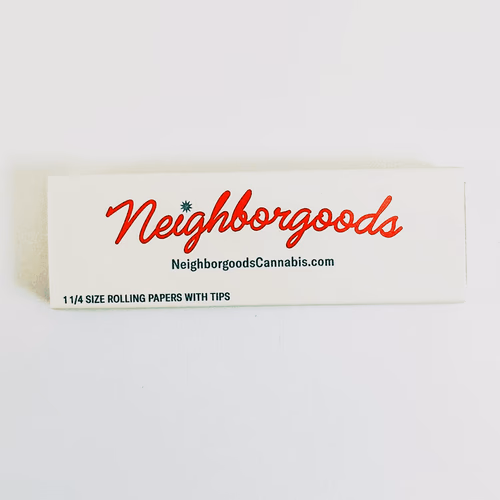 Neighborgoods
NeighborgoodsCannabis.com
1 1/4 SIZE ROLLING PAPERS WITH TIPS